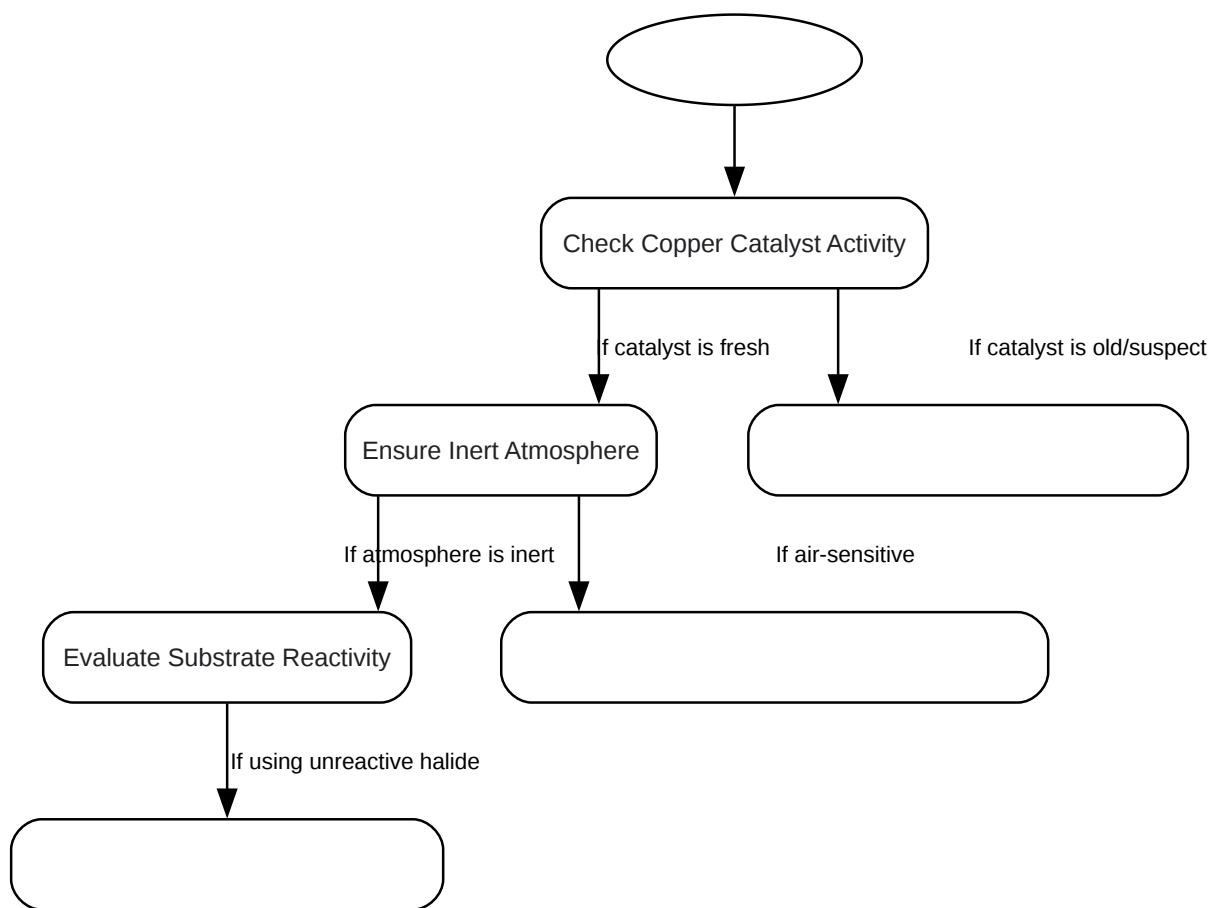 Check Copper Catalyst Activity
If catalyst is fresh
If catalyst is old/suspect
Ensure Inert Atmosphere
If atmosphere is inert
If air-sensitive
Evaluate Substrate Reactivity
If using unreactive halide